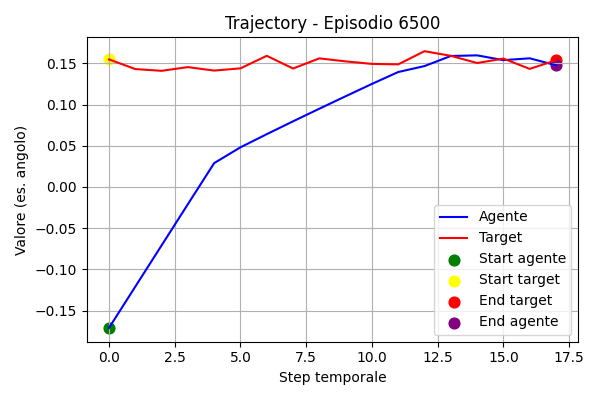 Trajectory - Episodio 6500
Valore (es. angolo)
0.15
0.10
0.05
0.00
−0.05
−0.10
−0.15
Agente
Target
Start agente
Start target
End target
End agente
0.0 2.5 5.0 7.5 10.0 12.5 15.0 17.5
Step temporale